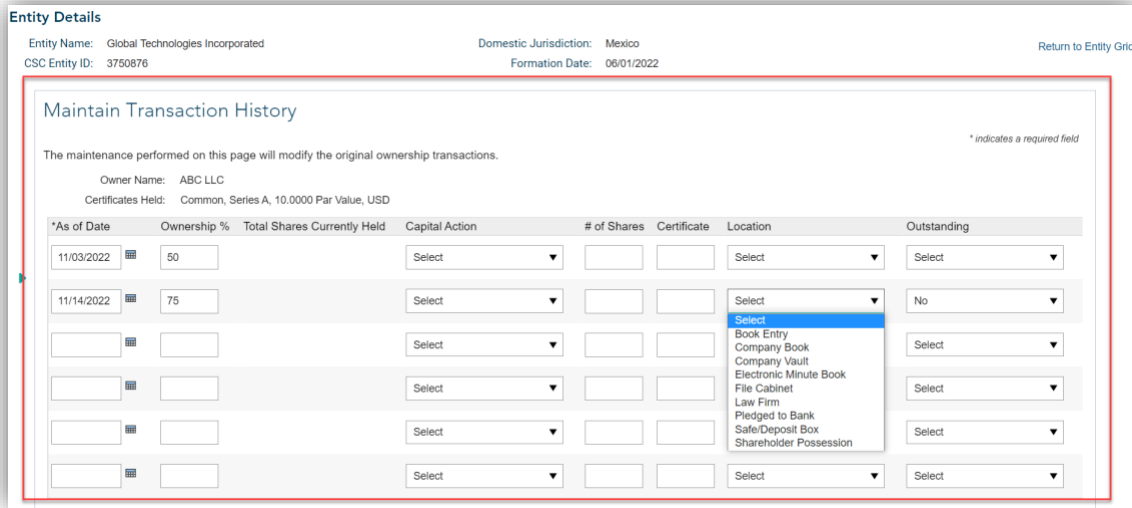 Entity Details
Entity Name: Global Technologies Incorporated Domestic Jurisdiction: Mexico Return to Entity Grid
CSC Entity ID: 3750876 Formation Date: 06/01/2022
Maintain Transaction History
* indicates a required field
The maintenance performed on this page will modify the original ownership transactions.
Owner Name: ABC LLC
Certificates Held: Common, Series A, 10.0000 Par Value, USD
*As of Date Ownership % Total Shares Currently Held Capital Action # of Shares Certificate Location Outstanding
11/03/2022 50 Select Select Select
11/14/2022 75 Select Select No
Select
Book Entry
Select Select
Company Book
Company Vault
Electronic Minute Book
File Cabinet
Select Select
Law Firm
Pledged to Bank
Safe/Deposit Box
Select Select
Shareholder Possession
Select Select Select